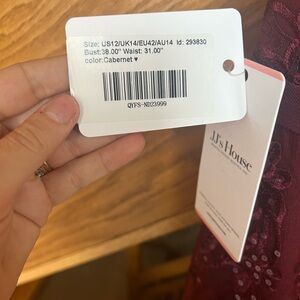 Size: US12/UK14/EU42/AU14 Id: 293830
Bust:38.00" Waist: 31.00"
color:Cabernet ♥
QYFS-ND23999
JJ's House